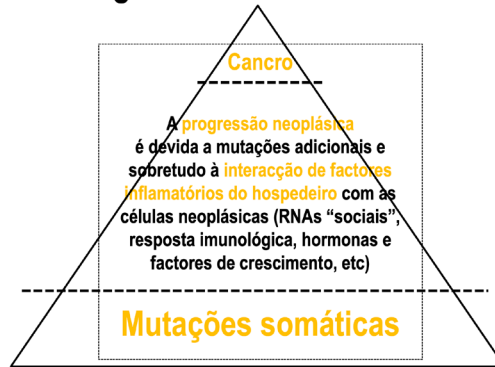 Cancro
A progressão neoplásica
é devida a mutações adicionais e
sobretudo à interacção de factores
inflamatórios do hospedeiro com as
células neoplásicas (RNAs “sociais”,
resposta imunológica, hormonas e
factores de crescimento, etc)
Mutações somáticas